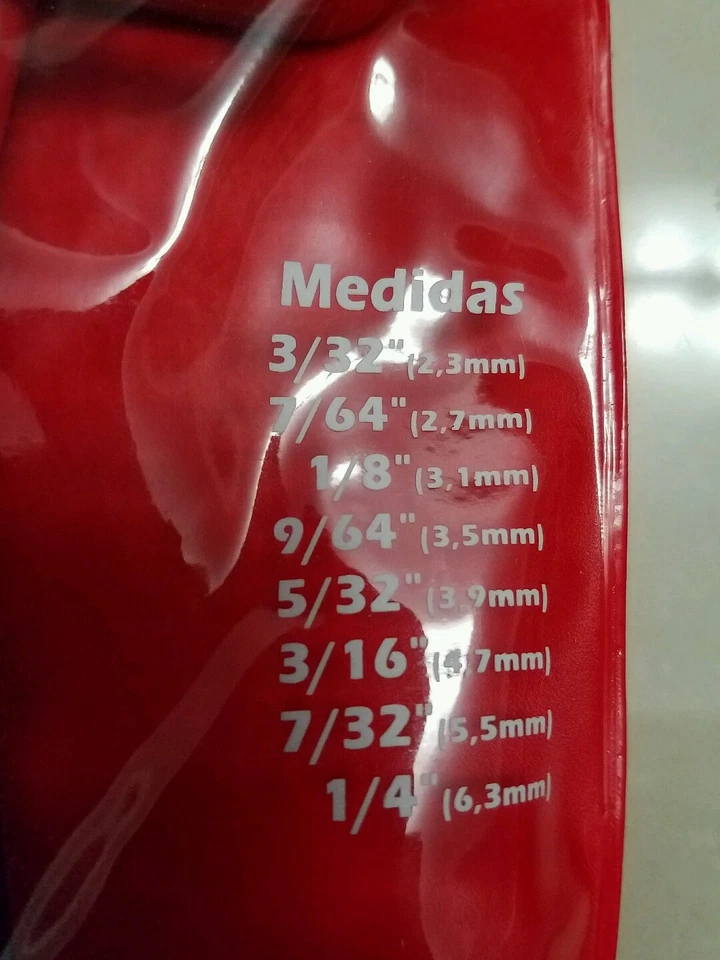 Medidas
3/32"(2,3mm)
7/64"(2,7mm)
1/8"(3,1mm)
9/64"(3,5mm)
5/32"(3,9mm)
3/16"(4,7mm)
7/32"(5,5mm)
1/4"(6,3mm)